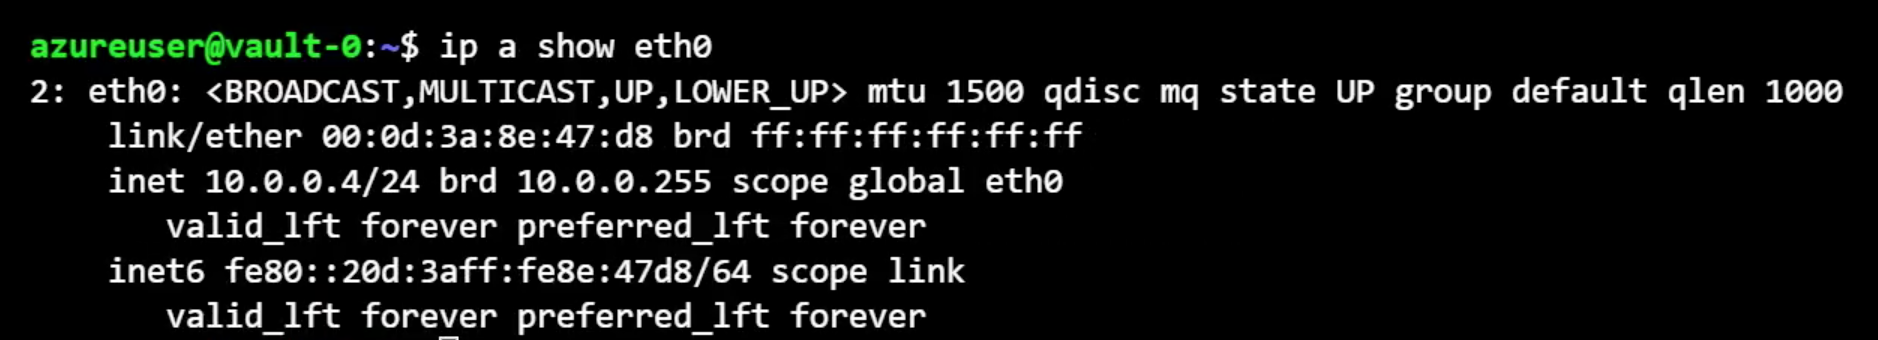 azureuser@vault-0:~$ ip a show eth0
2: eth0: <BROADCAST,MULTICAST,UP,LOWER_UP> mtu 1500 qdisc mq state UP group default qlen 1000
    link/ether 00:0d:3a:8e:47:d8 brd ff:ff:ff:ff:ff:ff
    inet 10.0.0.4/24 brd 10.0.0.255 scope global eth0
       valid_lft forever preferred_lft forever
    inet6 fe80::20d:3aff:fe8e:47d8/64 scope link
       valid_lft forever preferred_lft forever